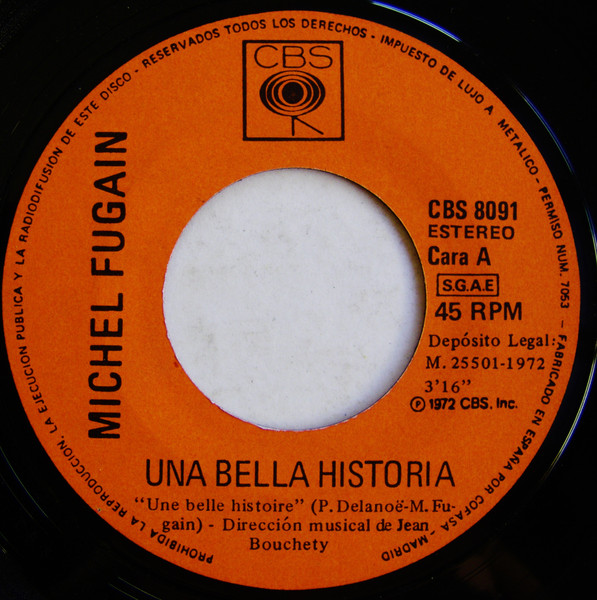 PROHIBIDA LA REPRODUCCION, LA EJECUCION PUBLICA Y LA RADIODIFUSION DE ESTE DISCO - RESERVADOS TODOS LOS DERECHOS - IMPUESTO DE LUJO A METALICO - PERMISO NUM. 7053 - FABRICADO EN ESPAÑA POR COFASA - MADRID
CBS
MICHEL FUGAIN
CBS 8091
ESTEREO
Cara A
S.G.A.E
45 RPM
Depósito Legal:
M. 25501-1972
3'16"
Ⓟ 1972 CBS, Inc.
UNA BELLA HISTORIA
"Une belle histoire" (P. Delanoë-M. Fu-
gain) - Dirección musical de Jean
Bouchety